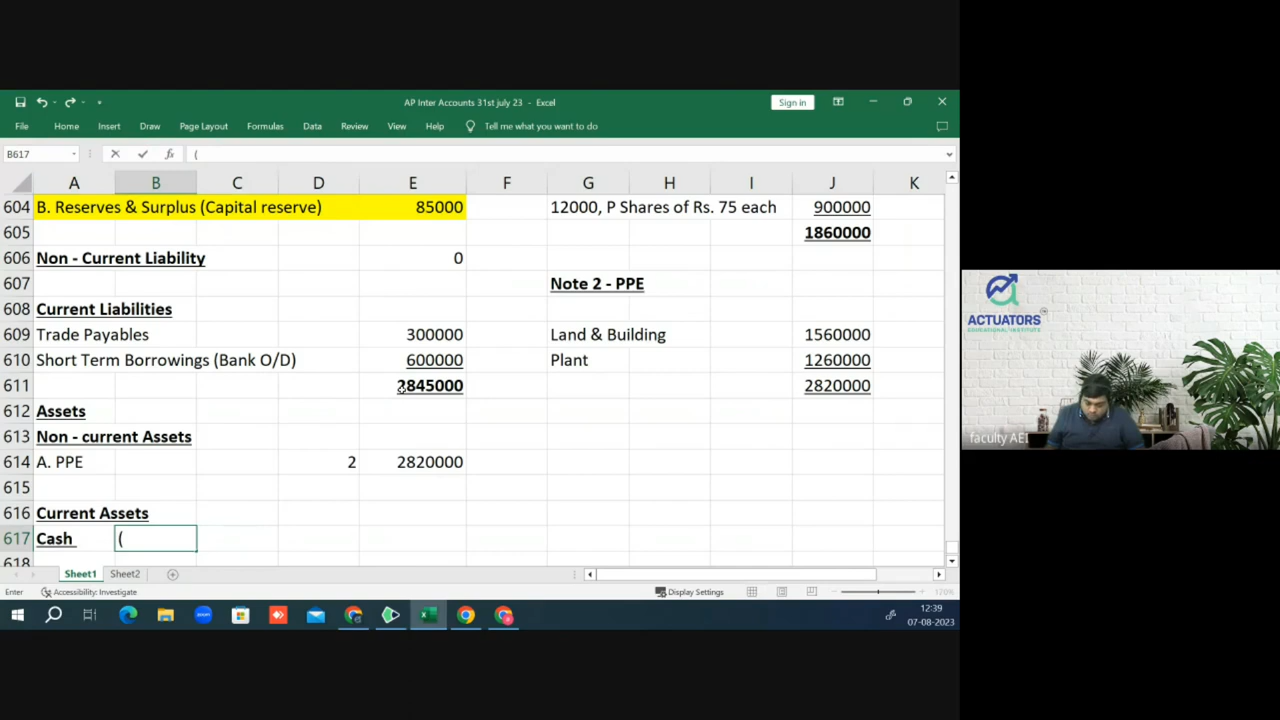 AP Inter Accounts 31st july 23 - Excel
Sign in
File Home Insert Draw Page Layout Formulas Data Review View Help Tell me what you want to do
B617 fx (
A B C D E F G H I J K
604 B. Reserves & Surplus (Capital reserve) 85000 12000, P Shares of Rs. 75 each 900000
605 1860000
606 Non - Current Liability 0
607 Note 2 - PPE
608 Current Liabilities
609 Trade Payables 300000 Land & Building 1560000
610 Short Term Borrowings (Bank O/D) 600000 Plant 1260000
611 2845000 2820000
612 Assets
613 Non - current Assets
614 A. PPE 2 2820000
615
616 Current Assets
617 Cash (
618
Sheet1 Sheet2
Enter Accessibility: Investigate Display Settings 170%
12:39
07-08-2023
ACTUATORS
EDUCATIONAL INSTITUTE
faculty AEI